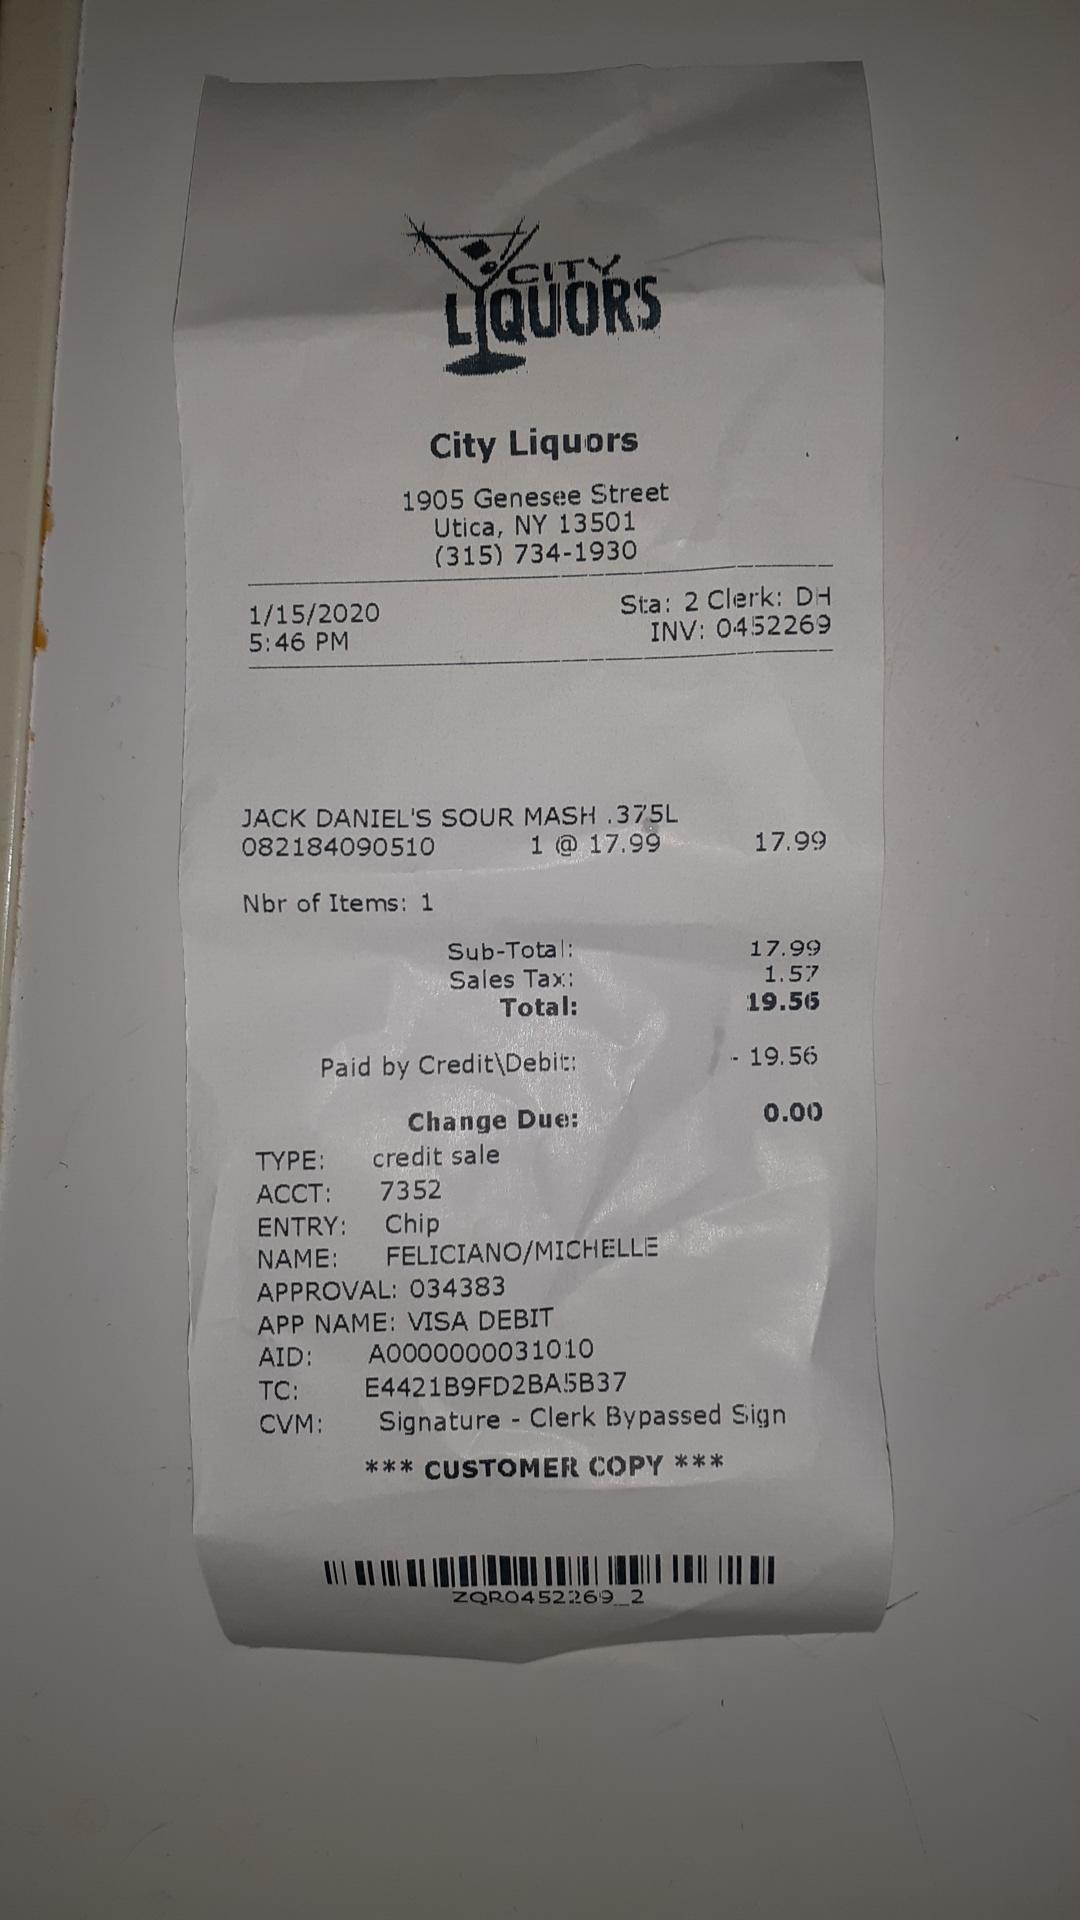 CITY
LIQUORS
City Liquors
1905 Genesee Street
Utica, NY 13501
(315) 734-1930
1/15/2020 Sta: 2 Clerk: DH
5:46 PM INV: 0452269
JACK DANIEL'S SOUR MASH .375L
082184090510 1 @ 17.99 17.99
Nbr of Items: 1
Sub-Total: 17.99
Sales Tax: 1.57
Total: 19.56
Paid by Credit\Debit: - 19.56
Change Due: 0.00
TYPE: credit sale
ACCT: 7352
ENTRY: Chip
NAME: FELICIANO/MICHELLE
APPROVAL: 034383
APP NAME: VISA DEBIT
AID: A0000000031010
TC: E4421B9FD2BA5B37
CVM: Signature - Clerk Bypassed Sign
*** CUSTOMER COPY ***
ZQR0452269_2